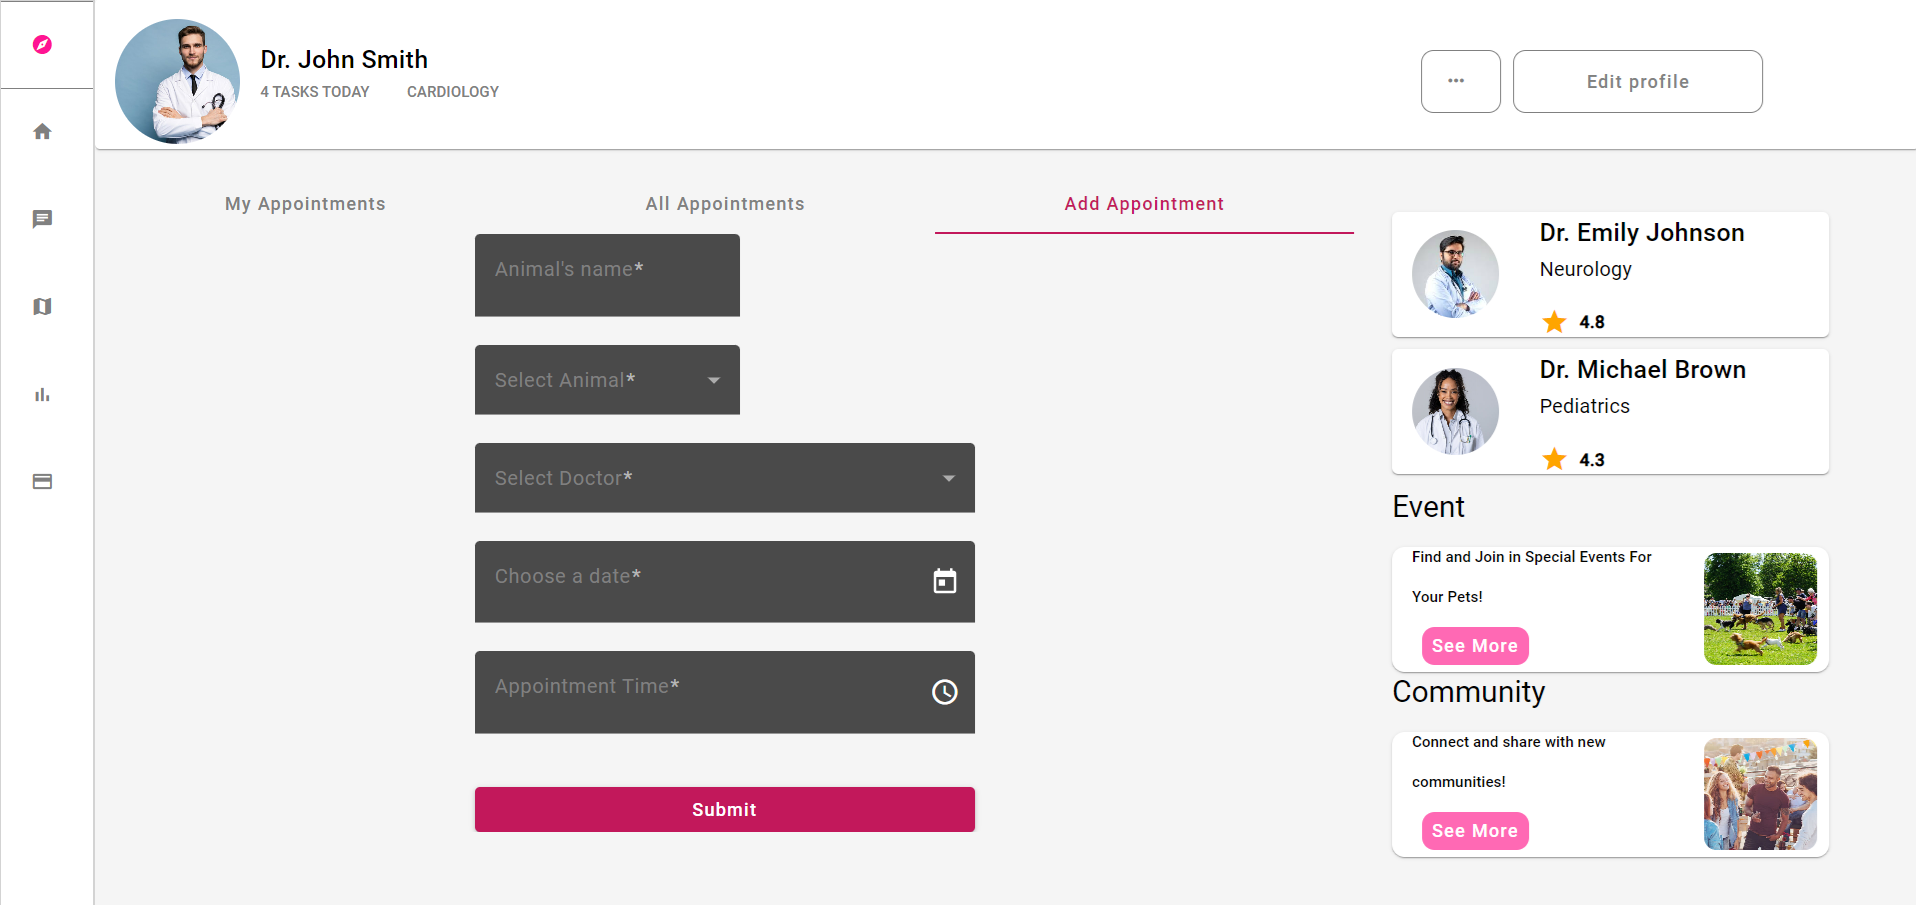 Dr. John Smith
4 TASKS TODAY CARDIOLOGY
...
Edit profile
My Appointments
All Appointments
Add Appointment
Animal's name*
Select Animal*
Select Doctor*
Choose a date*
Appointment Time*
Submit
Dr. Emily Johnson
Neurology
4.8
Dr. Michael Brown
Pediatrics
4.3
Event
Find and Join in Special Events For
Your Pets!
See More
Community
Connect and share with new
communities!
See More